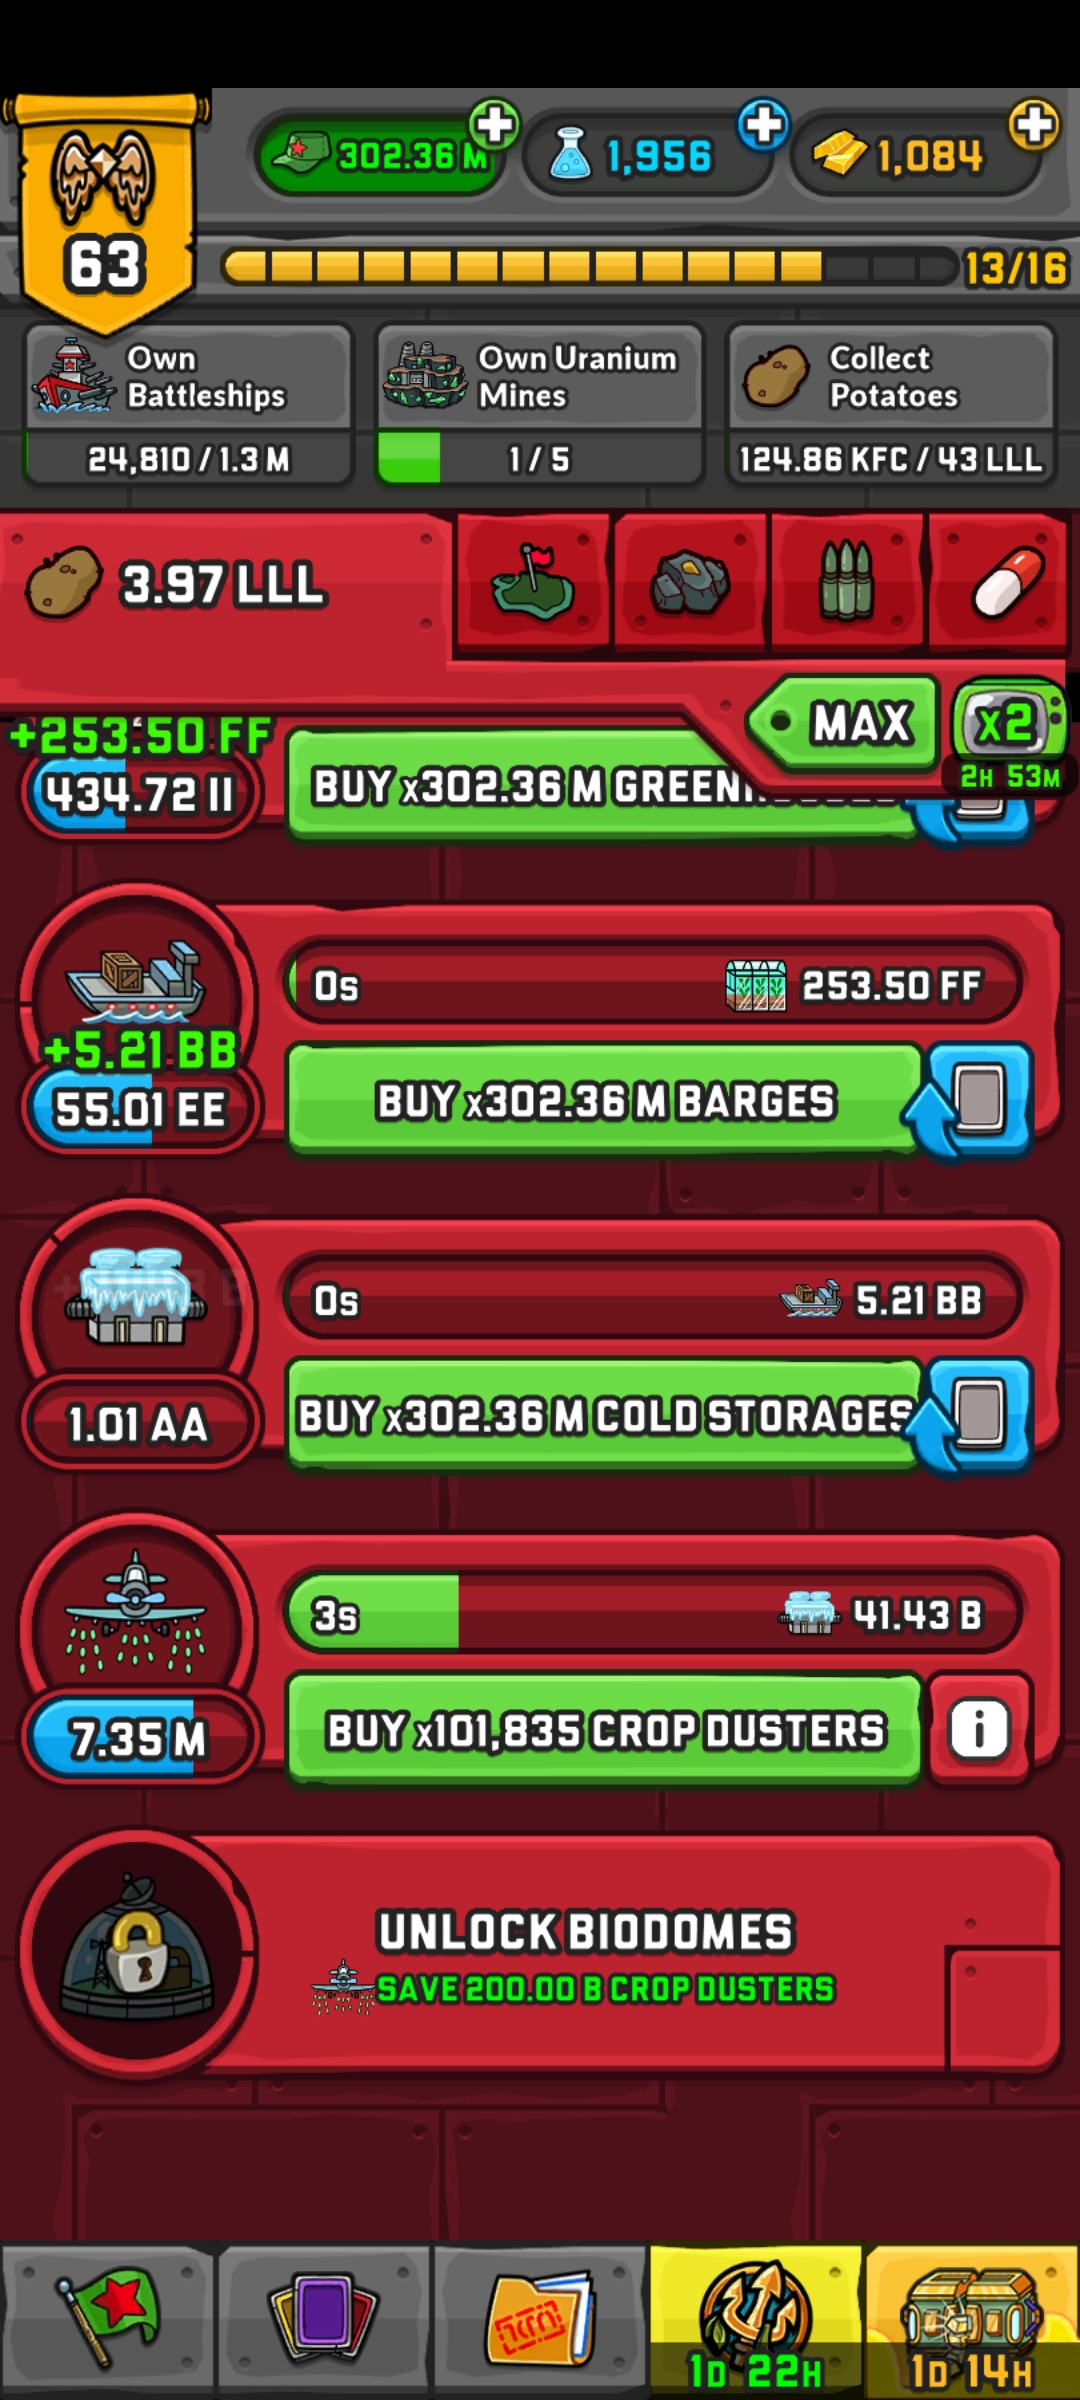 302.36 M
1,956
1,084
63
13/16
Own
Battleships
24,810 / 1.3 M
Own Uranium
Mines
1 / 5
Collect
Potatoes
124.86 KFC / 43 LLL
3.97 LLL
MAX
x2
2H 53M
+253.50 FF
434.72 II
BUY x302.36 M
0s
253.50 FF
+5.21 BB
55.01 EE
BUY x302.36 M BARGES
0s
5.21 BB
1.01 AA
BUY x302.36 M COLD STORAGES
3s
41.43 B
7.35 M
BUY x101,835 CROP DUSTERS
i
UNLOCK BIODOMES
SAVE 200.00 B CROP DUSTERS
1D 22H
1D 14H